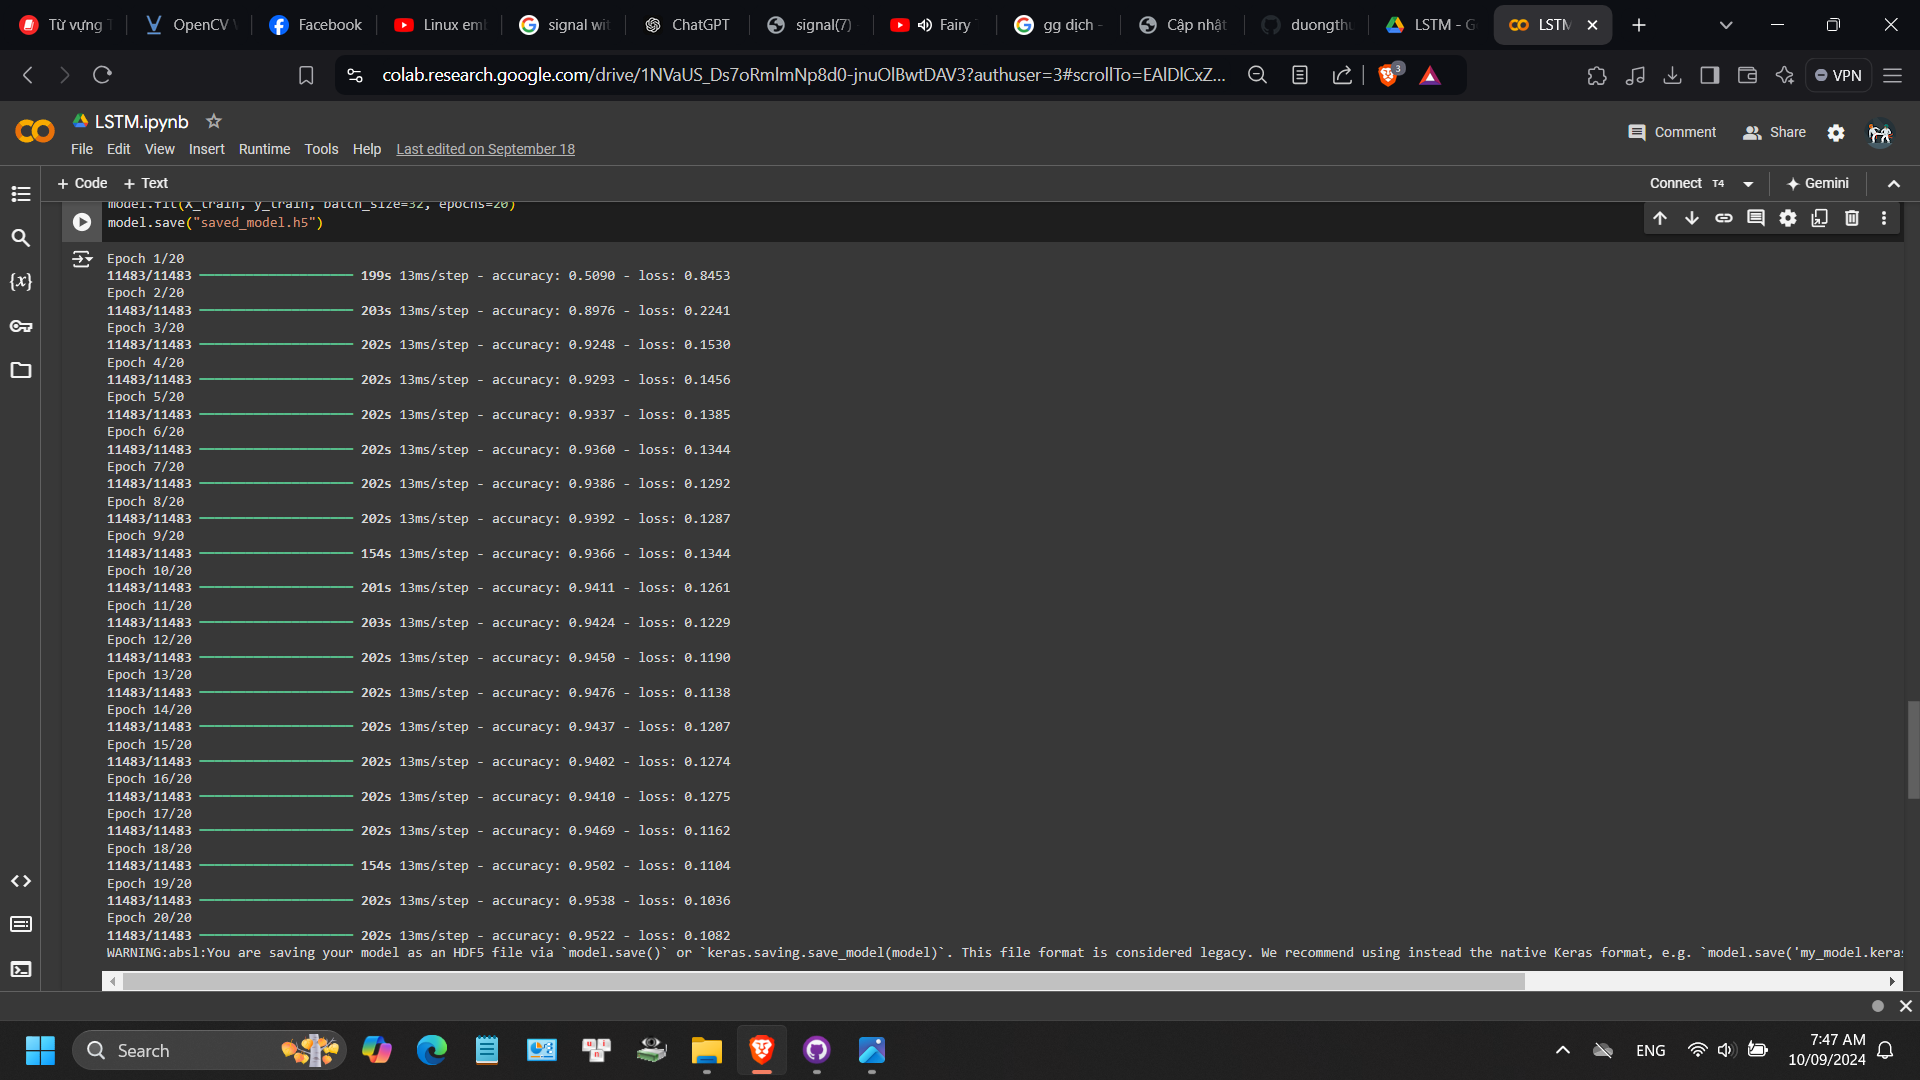 Từ vựng T
OpenCV
Facebook
Linux em
signal wit
ChatGPT
signal(7)
Fairy
gg dịch -
Cập nhật
duongthu
LSTM - G
LSTM
colab.research.google.com/drive/1NVaUS_Ds7oRmlmNp8d0-jnuOlBwtDAV3?authuser=3#scrollTo=EAlDlCxZ...
3
VPN
LSTM.ipynb
Comment
Share
File Edit View Insert Runtime Tools Help Last edited on September 18
+ Code + Text
Connect T4
Gemini
model.fit(X_train, y_train, batch_size=32, epochs=20)
model.save("saved_model.h5")
Epoch 1/20
11483/11483 199s 13ms/step - accuracy: 0.5090 - loss: 0.8453
Epoch 2/20
11483/11483 203s 13ms/step - accuracy: 0.8976 - loss: 0.2241
Epoch 3/20
11483/11483 202s 13ms/step - accuracy: 0.9248 - loss: 0.1530
Epoch 4/20
11483/11483 202s 13ms/step - accuracy: 0.9293 - loss: 0.1456
Epoch 5/20
11483/11483 202s 13ms/step - accuracy: 0.9337 - loss: 0.1385
Epoch 6/20
11483/11483 202s 13ms/step - accuracy: 0.9360 - loss: 0.1344
Epoch 7/20
11483/11483 202s 13ms/step - accuracy: 0.9386 - loss: 0.1292
Epoch 8/20
11483/11483 202s 13ms/step - accuracy: 0.9392 - loss: 0.1287
Epoch 9/20
11483/11483 154s 13ms/step - accuracy: 0.9366 - loss: 0.1344
Epoch 10/20
11483/11483 201s 13ms/step - accuracy: 0.9411 - loss: 0.1261
Epoch 11/20
11483/11483 203s 13ms/step - accuracy: 0.9424 - loss: 0.1229
Epoch 12/20
11483/11483 202s 13ms/step - accuracy: 0.9450 - loss: 0.1190
Epoch 13/20
11483/11483 202s 13ms/step - accuracy: 0.9476 - loss: 0.1138
Epoch 14/20
11483/11483 202s 13ms/step - accuracy: 0.9437 - loss: 0.1207
Epoch 15/20
11483/11483 202s 13ms/step - accuracy: 0.9402 - loss: 0.1274
Epoch 16/20
11483/11483 202s 13ms/step - accuracy: 0.9410 - loss: 0.1275
Epoch 17/20
11483/11483 202s 13ms/step - accuracy: 0.9469 - loss: 0.1162
Epoch 18/20
11483/11483 154s 13ms/step - accuracy: 0.9502 - loss: 0.1104
Epoch 19/20
11483/11483 202s 13ms/step - accuracy: 0.9538 - loss: 0.1036
Epoch 20/20
11483/11483 202s 13ms/step - accuracy: 0.9522 - loss: 0.1082
WARNING:absl:You are saving your model as an HDF5 file via `model.save()` or `keras.saving.save_model(model)`. This file format is considered legacy. We recommend using instead the native Keras format, e.g. `model.save('my_model.keras
Search
ENG
7:47 AM
10/09/2024